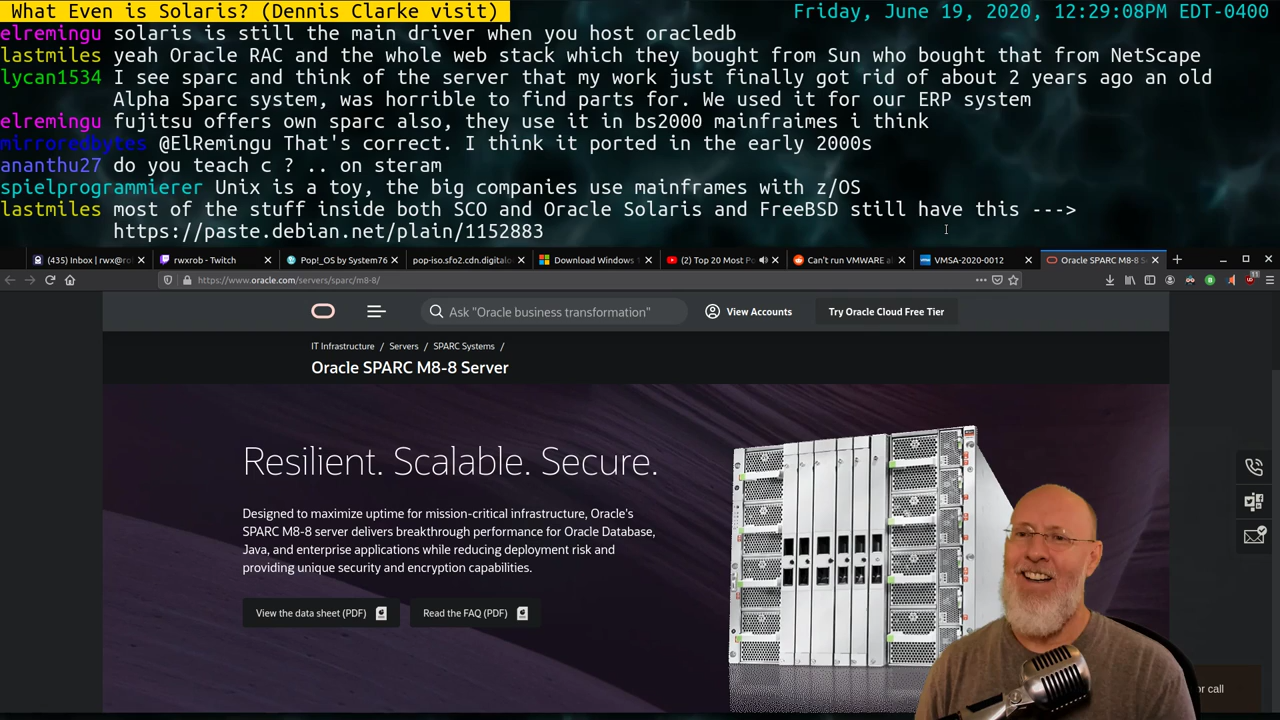 What Even is Solaris? (Dennis Clarke visit)
Friday, June 19, 2020, 12:29:08PM EDT-0400
elremingu solaris is still the main driver when you host oracledb
lastmiles yeah Oracle RAC and the whole web stack which they bought from Sun who bought that from NetScape
lycan1534 I see sparc and think of the server that my work just finally got rid of about 2 years ago an old
Alpha Sparc system, was horrible to find parts for. We used it for our ERP system
elremingu fujitsu offers own sparc also, they use it in bs2000 mainfraimes i think
mirroredbytes @ElRemingu That's correct. I think it ported in the early 2000s
ananthu27 do you teach c ? .. on steram
spielprogrammierer Unix is a toy, the big companies use mainframes with z/OS
lastmiles most of the stuff inside both SCO and Oracle Solaris and FreeBSD still have this --->
https://paste.debian.net/plain/1152883
(435) Inbox | rwx@ro
rwxrob - Twitch
Pop!_OS by System76
pop-iso.sfo2.cdn.digitalo
Download Windows 1
(2) Top 20 Most Po
Can't run VMWARE a
VMSA-2020-0012
Oracle SPARC M8-8 S
https://www.oracle.com/servers/sparc/m8-8/
11
Ask "Oracle business transformation"
View Accounts
Try Oracle Cloud Free Tier
IT Infrastructure / Servers / SPARC Systems /
Oracle SPARC M8-8 Server
Resilient. Scalable. Secure.
Designed to maximize uptime for mission-critical infrastructure, Oracle's
SPARC M8-8 server delivers breakthrough performance for Oracle Database,
Java, and enterprise applications while reducing deployment risk and
providing unique security and encryption capabilities.
View the data sheet (PDF)
Read the FAQ (PDF)
or call